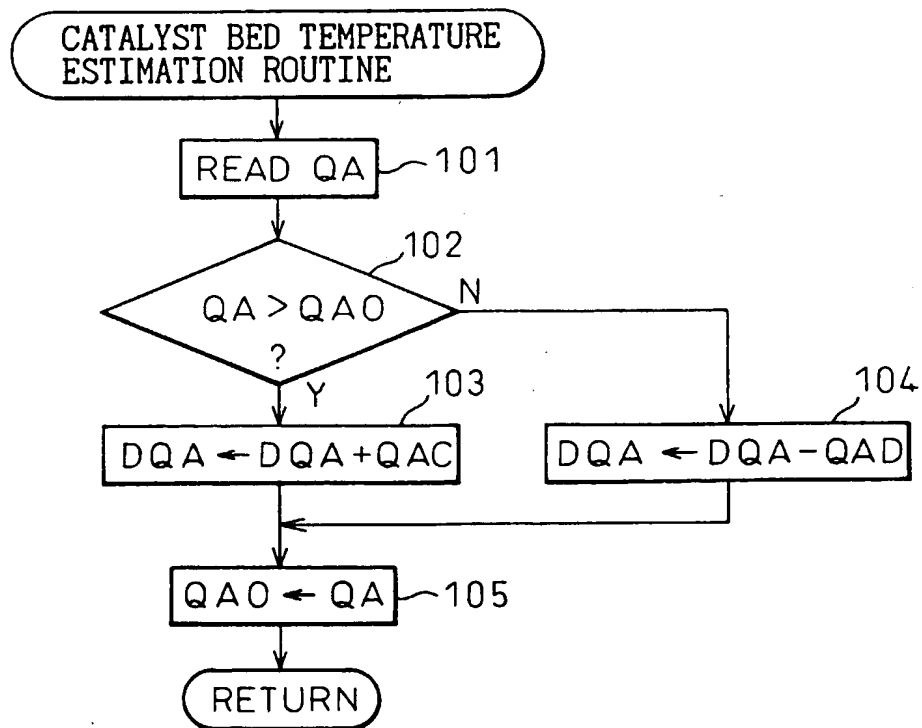 CATALYST BED TEMPERATURE
ESTIMATION ROUTINE
READ QA
101
102
QA > QAO
?
N
Y
103
DQA ← DQA + QAC
104
DQA ← DQA - QAD
QAO ← QA
105
RETURN